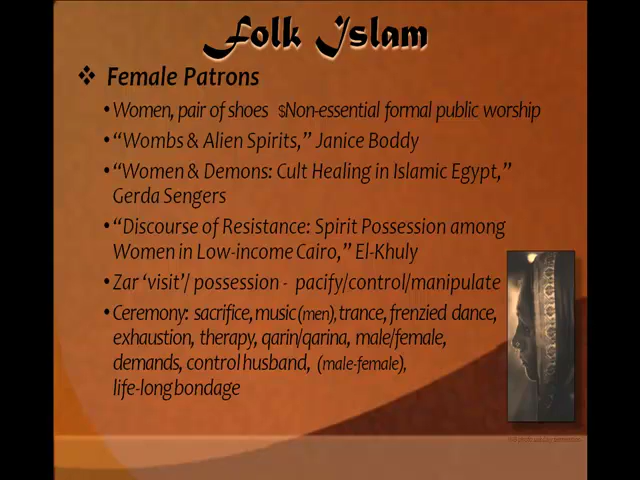 Folk Islam
❖ Female Patrons
• Women, pair of shoes $Non-essential formal public worship
• “Wombs & Alien Spirits,” Janice Boddy
• “Women & Demons: Cult Healing in Islamic Egypt,”
Gerda Sengers
• “Discourse of Resistance: Spirit Possession among
Women in Low-income Cairo,” El-Khuly
• Zar ‘visit’/ possession - pacify/control/manipulate
• Ceremony: sacrifice, music (men), trance, frenzied dance,
exhaustion, therapy, qarin/qarina, male/female,
demands, control husband, (male-female),
life-long bondage